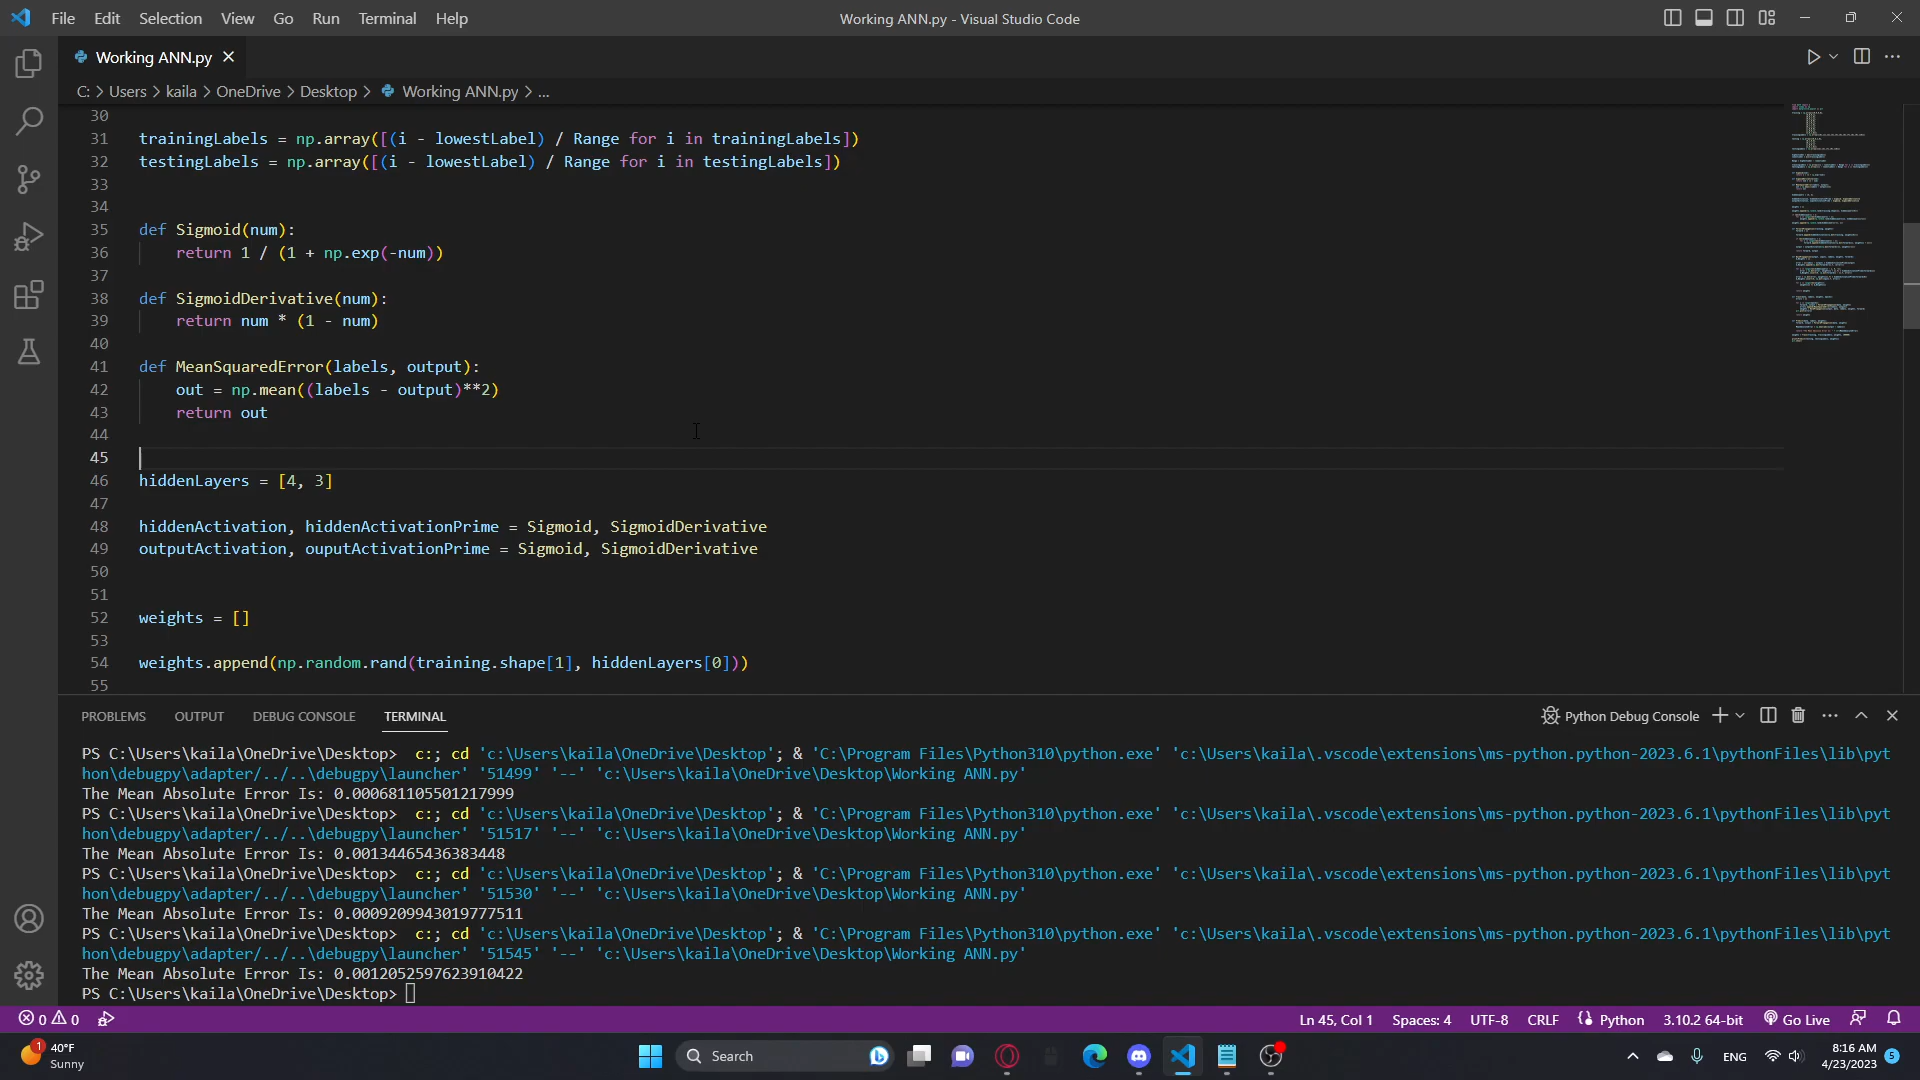 File Edit Selection View Go Run Terminal Help
Working ANN.py - Visual Studio Code
Working ANN.py
C: > Users > kaila > OneDrive > Desktop > Working ANN.py > ...
30
31 trainingLabels = np.array([(i - lowestLabel) / Range for i in trainingLabels])
32 testingLabels = np.array([(i - lowestLabel) / Range for i in testingLabels])
33
34
35 def Sigmoid(num):
36 return 1 / (1 + np.exp(-num))
37
38 def SigmoidDerivative(num):
39 return num * (1 - num)
40
41 def MeanSquaredError(labels, output):
42 out = np.mean((labels - output)**2)
43 return out
44
45
46 hiddenLayers = [4, 3]
47
48 hiddenActivation, hiddenActivationPrime = Sigmoid, SigmoidDerivative
49 outputActivation, ouputActivationPrime = Sigmoid, SigmoidDerivative
50
51
52 weights = []
53
54 weights.append(np.random.rand(training.shape[1], hiddenLayers[0]))
55
PROBLEMS OUTPUT DEBUG CONSOLE TERMINAL
Python Debug Console
PS C:\Users\kaila\OneDrive\Desktop> c:; cd 'c:\Users\kaila\OneDrive\Desktop'; & 'C:\Program Files\Python310\python.exe' 'c:\Users\kaila\.vscode\extensions\ms-python.python-2023.6.1\pythonFiles\lib\pyt
hon\debugpy\adapter/../..\debugpy\launcher' '51499' '--' 'c:\Users\kaila\OneDrive\Desktop\Working ANN.py'
The Mean Absolute Error Is: 0.000681105501217999
PS C:\Users\kaila\OneDrive\Desktop> c:; cd 'c:\Users\kaila\OneDrive\Desktop'; & 'C:\Program Files\Python310\python.exe' 'c:\Users\kaila\.vscode\extensions\ms-python.python-2023.6.1\pythonFiles\lib\pyt
hon\debugpy\adapter/../..\debugpy\launcher' '51517' '--' 'c:\Users\kaila\OneDrive\Desktop\Working ANN.py'
The Mean Absolute Error Is: 0.00134465436383448
PS C:\Users\kaila\OneDrive\Desktop> c:; cd 'c:\Users\kaila\OneDrive\Desktop'; & 'C:\Program Files\Python310\python.exe' 'c:\Users\kaila\.vscode\extensions\ms-python.python-2023.6.1\pythonFiles\lib\pyt
hon\debugpy\adapter/../..\debugpy\launcher' '51530' '--' 'c:\Users\kaila\OneDrive\Desktop\Working ANN.py'
The Mean Absolute Error Is: 0.0009209943019777511
PS C:\Users\kaila\OneDrive\Desktop> c:; cd 'c:\Users\kaila\OneDrive\Desktop'; & 'C:\Program Files\Python310\python.exe' 'c:\Users\kaila\.vscode\extensions\ms-python.python-2023.6.1\pythonFiles\lib\pyt
hon\debugpy\adapter/../..\debugpy\launcher' '51545' '--' 'c:\Users\kaila\OneDrive\Desktop\Working ANN.py'
The Mean Absolute Error Is: 0.0012052597623910422
PS C:\Users\kaila\OneDrive\Desktop>
0 0 Ln 45, Col 1 Spaces: 4 UTF-8 CRLF Python 3.10.2 64-bit Go Live
1 40°F
Sunny
Search
ENG
8:16 AM
4/23/2023 5